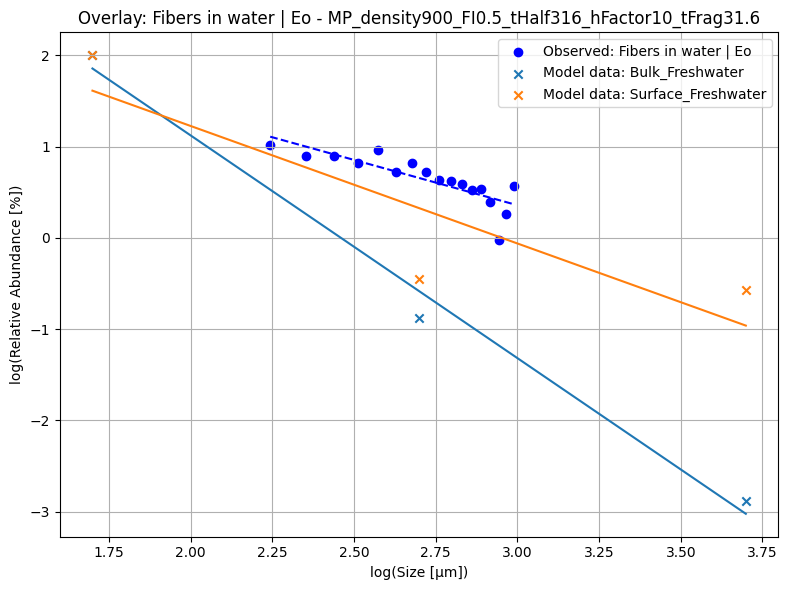 Overlay: Fibers in water | Eo - MP_density900_FI0.5_tHalf316_hFactor10_tFrag31.6
Observed: Fibers in water | Eo
Model data: Bulk_Freshwater
Model data: Surface_Freshwater
log(Relative Abundance [%])
2
1
0
−1
−2
−3
1.75 2.00 2.25 2.50 2.75 3.00 3.25 3.50 3.75
log(Size [µm])